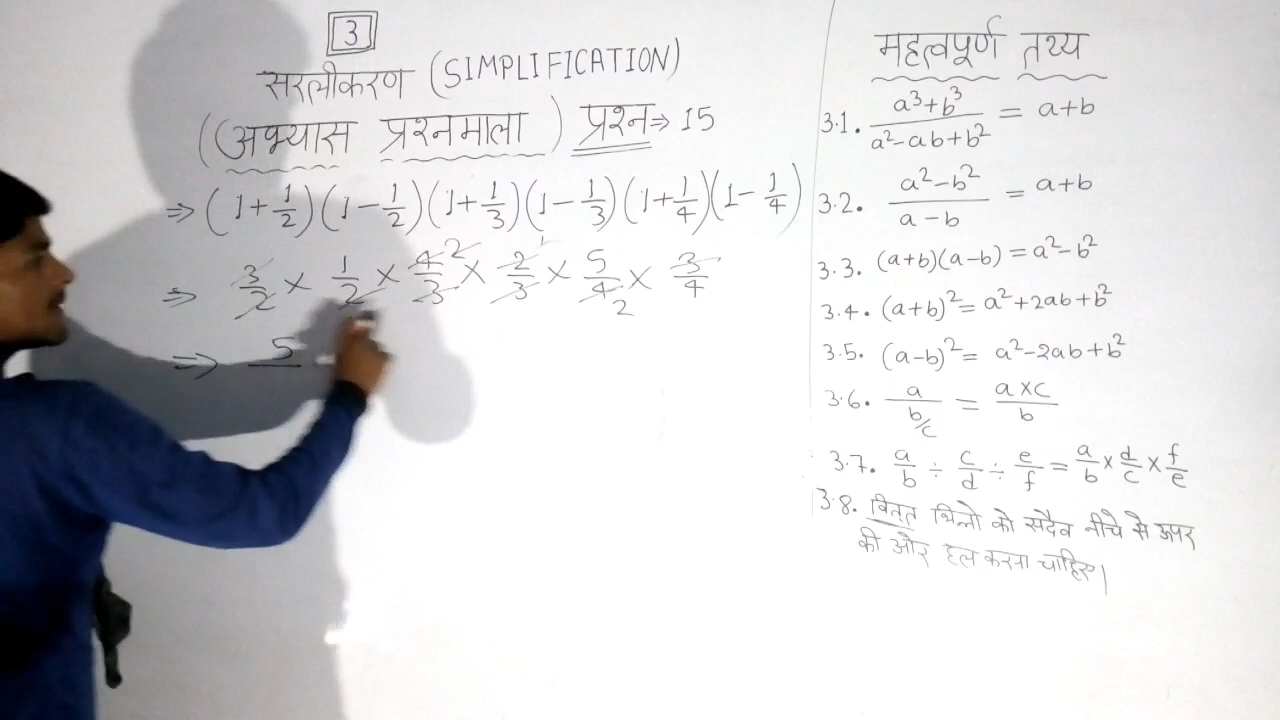 3
सरलीकरण (SIMPLIFICATION)
(अभ्यास प्रश्नमाला) प्रश्न⇒ 15
⇒ (1+1/2)(1-1/2)(1+1/3)(1-1/3)(1+1/4)(1-1/4)
⇒ 3/2 × 1/2 × 4/3 2 × 2/3 1 × 5/4 2 × 3/4
⇒ 5
महत्वपूर्ण तथ्य
3.1. a³+b³/a²-ab+b² = a+b
3.2. a²-b²/a-b = a+b
3.3. (a+b)(a-b) = a²-b²
3.4. (a+b)² = a²+2ab+b²
3.5. (a-b)² = a²-2ab+b²
3.6. a/b/c = a×c/b
3.7. a/b ÷ c/d ÷ e/f = a/b × d/c × f/e
3.8. वितत भिन्नो को सदैव नीचे से ऊपर
की ओर हल करना चाहिए।